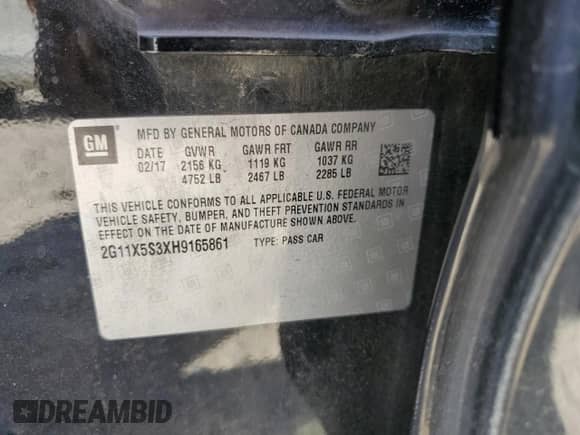 GM
MFD BY GENERAL MOTORS OF CANADA COMPANY
DATE GVWR GAWR FRT GAWR RR
02/17 2156 KG 1119 KG 1037 KG
4752 LB 2467 LB 2285 LB
THIS VEHICLE CONFORMS TO ALL APPLICABLE U.S. FEDERAL MOTOR
VEHICLE SAFETY, BUMPER, AND THEFT PREVENTION STANDARDS IN
EFFECT ON THE DATE OF MANUFACTURE SHOWN ABOVE.
2G11X5S3XH9165861 TYPE: PASS CAR
DREAMBID